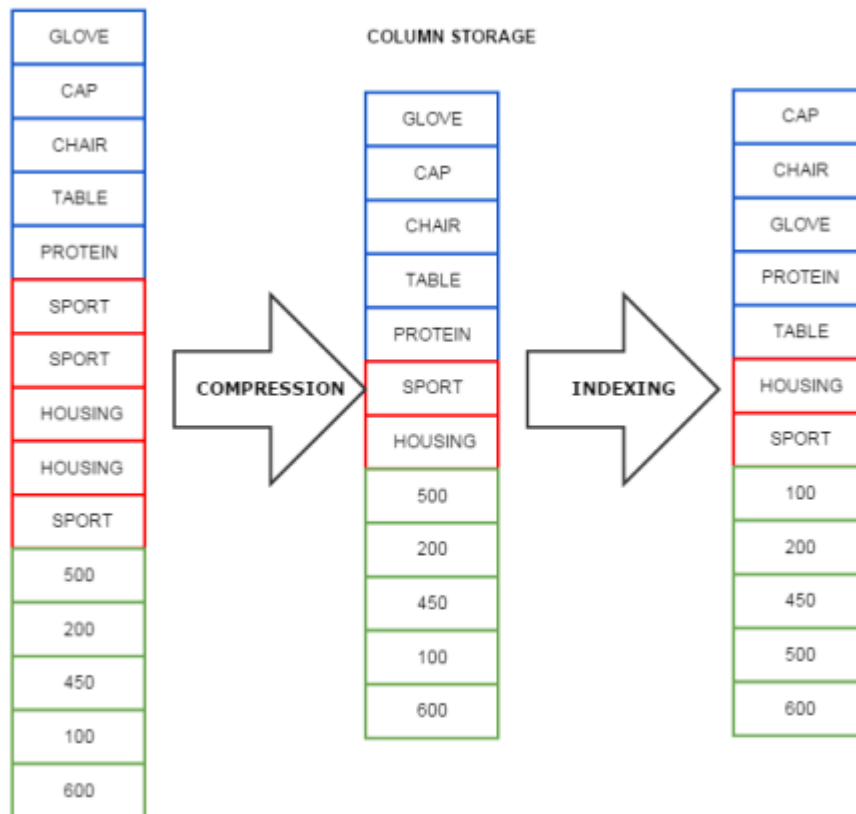 COLUMN STORAGE
GLOVE
CAP
CHAIR
TABLE
PROTEIN
SPORT
SPORT
HOUSING
HOUSING
SPORT
500
200
450
100
600
COMPRESSION
GLOVE
CAP
CHAIR
TABLE
PROTEIN
SPORT
HOUSING
500
200
450
100
600
INDEXING
CAP
CHAIR
GLOVE
PROTEIN
TABLE
HOUSING
SPORT
100
200
450
500
600